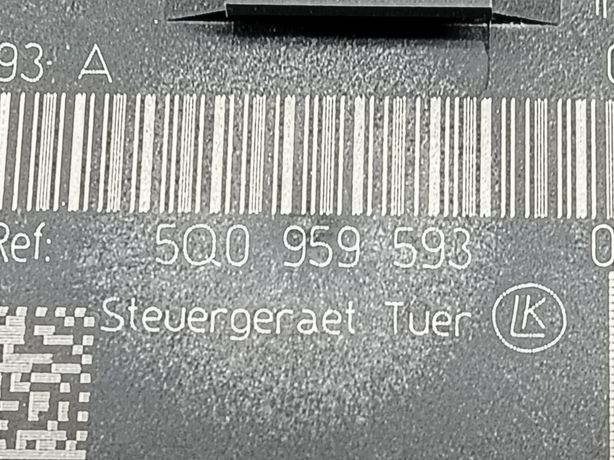 93 A
Ref: 5Q0 959 593
Steuergeraet Tuer LK